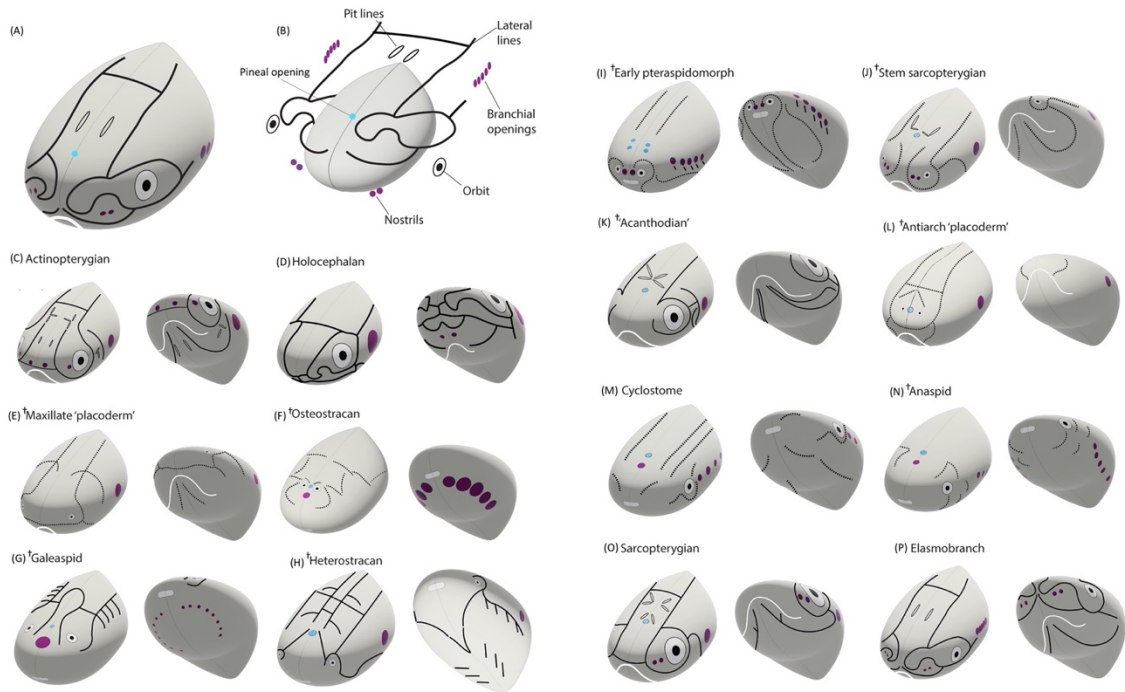 (A)
(B)
Pit lines
Lateral lines
Pineal opening
Branchial openings
Orbit
Nostrils
(C) Actinopterygian
(D) Holocephalan
(E) †Maxillate ‘placoderm’
(F) †Osteostracan
(G) †Galeaspid
(H) †Heterostracan
(I) †Early pteraspidomorph
(J) †Stem sarcopterygian
(K) †‘Acanthodian’
(L) †Antiarch ‘placoderm’
(M) Cyclostome
(N) †Anaspid
(O) Sarcopterygian
(P) Elasmobranch